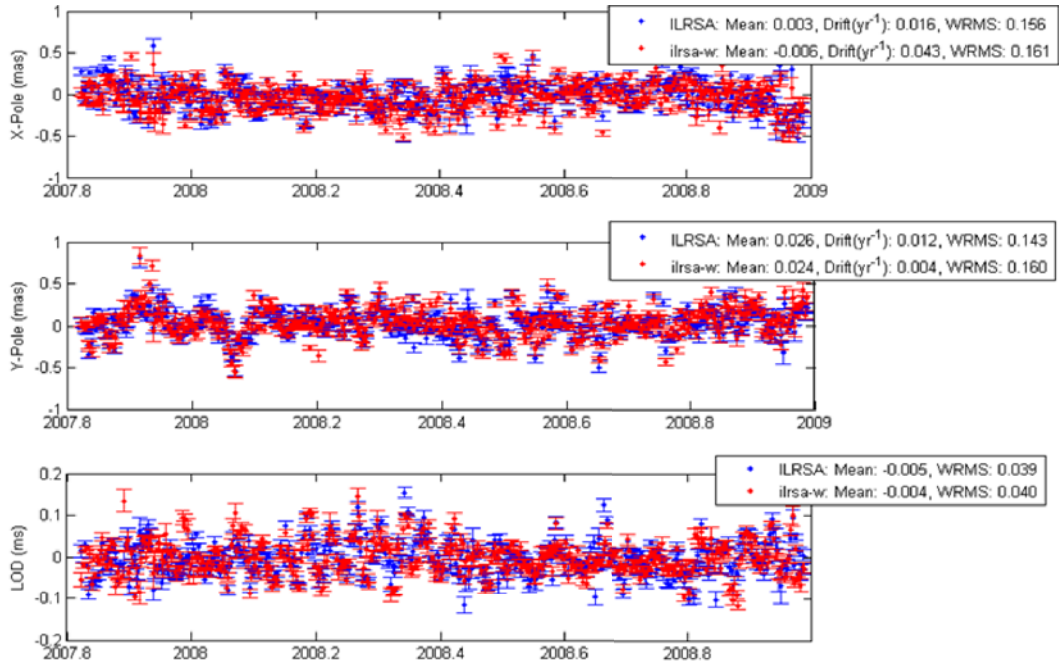 ILRSA: Mean: 0.003, Drift(yr-1): 0.016, WRMS: 0.156
ilrsa-w: Mean: -0.006, Drift(yr-1): 0.043, WRMS: 0.161
X-Pole (mas)
1
0.5
0
-0.5
-1
2007.8 2008 2008.2 2008.4 2008.6 2008.8 2009
ILRSA: Mean: 0.026, Drift(yr-1): 0.012, WRMS: 0.143
ilrsa-w: Mean: 0.024, Drift(yr-1): 0.004, WRMS: 0.160
Y-Pole (mas)
1
0.5
0
-0.5
-1
2007.8 2008 2008.2 2008.4 2008.6 2008.8 2009
ILRSA: Mean: -0.005, WRMS: 0.039
ilrsa-w: Mean: -0.004, WRMS: 0.040
LOD (ms)
0.2
0.1
0
-0.1
-0.2
2007.8 2008 2008.2 2008.4 2008.6 2008.8